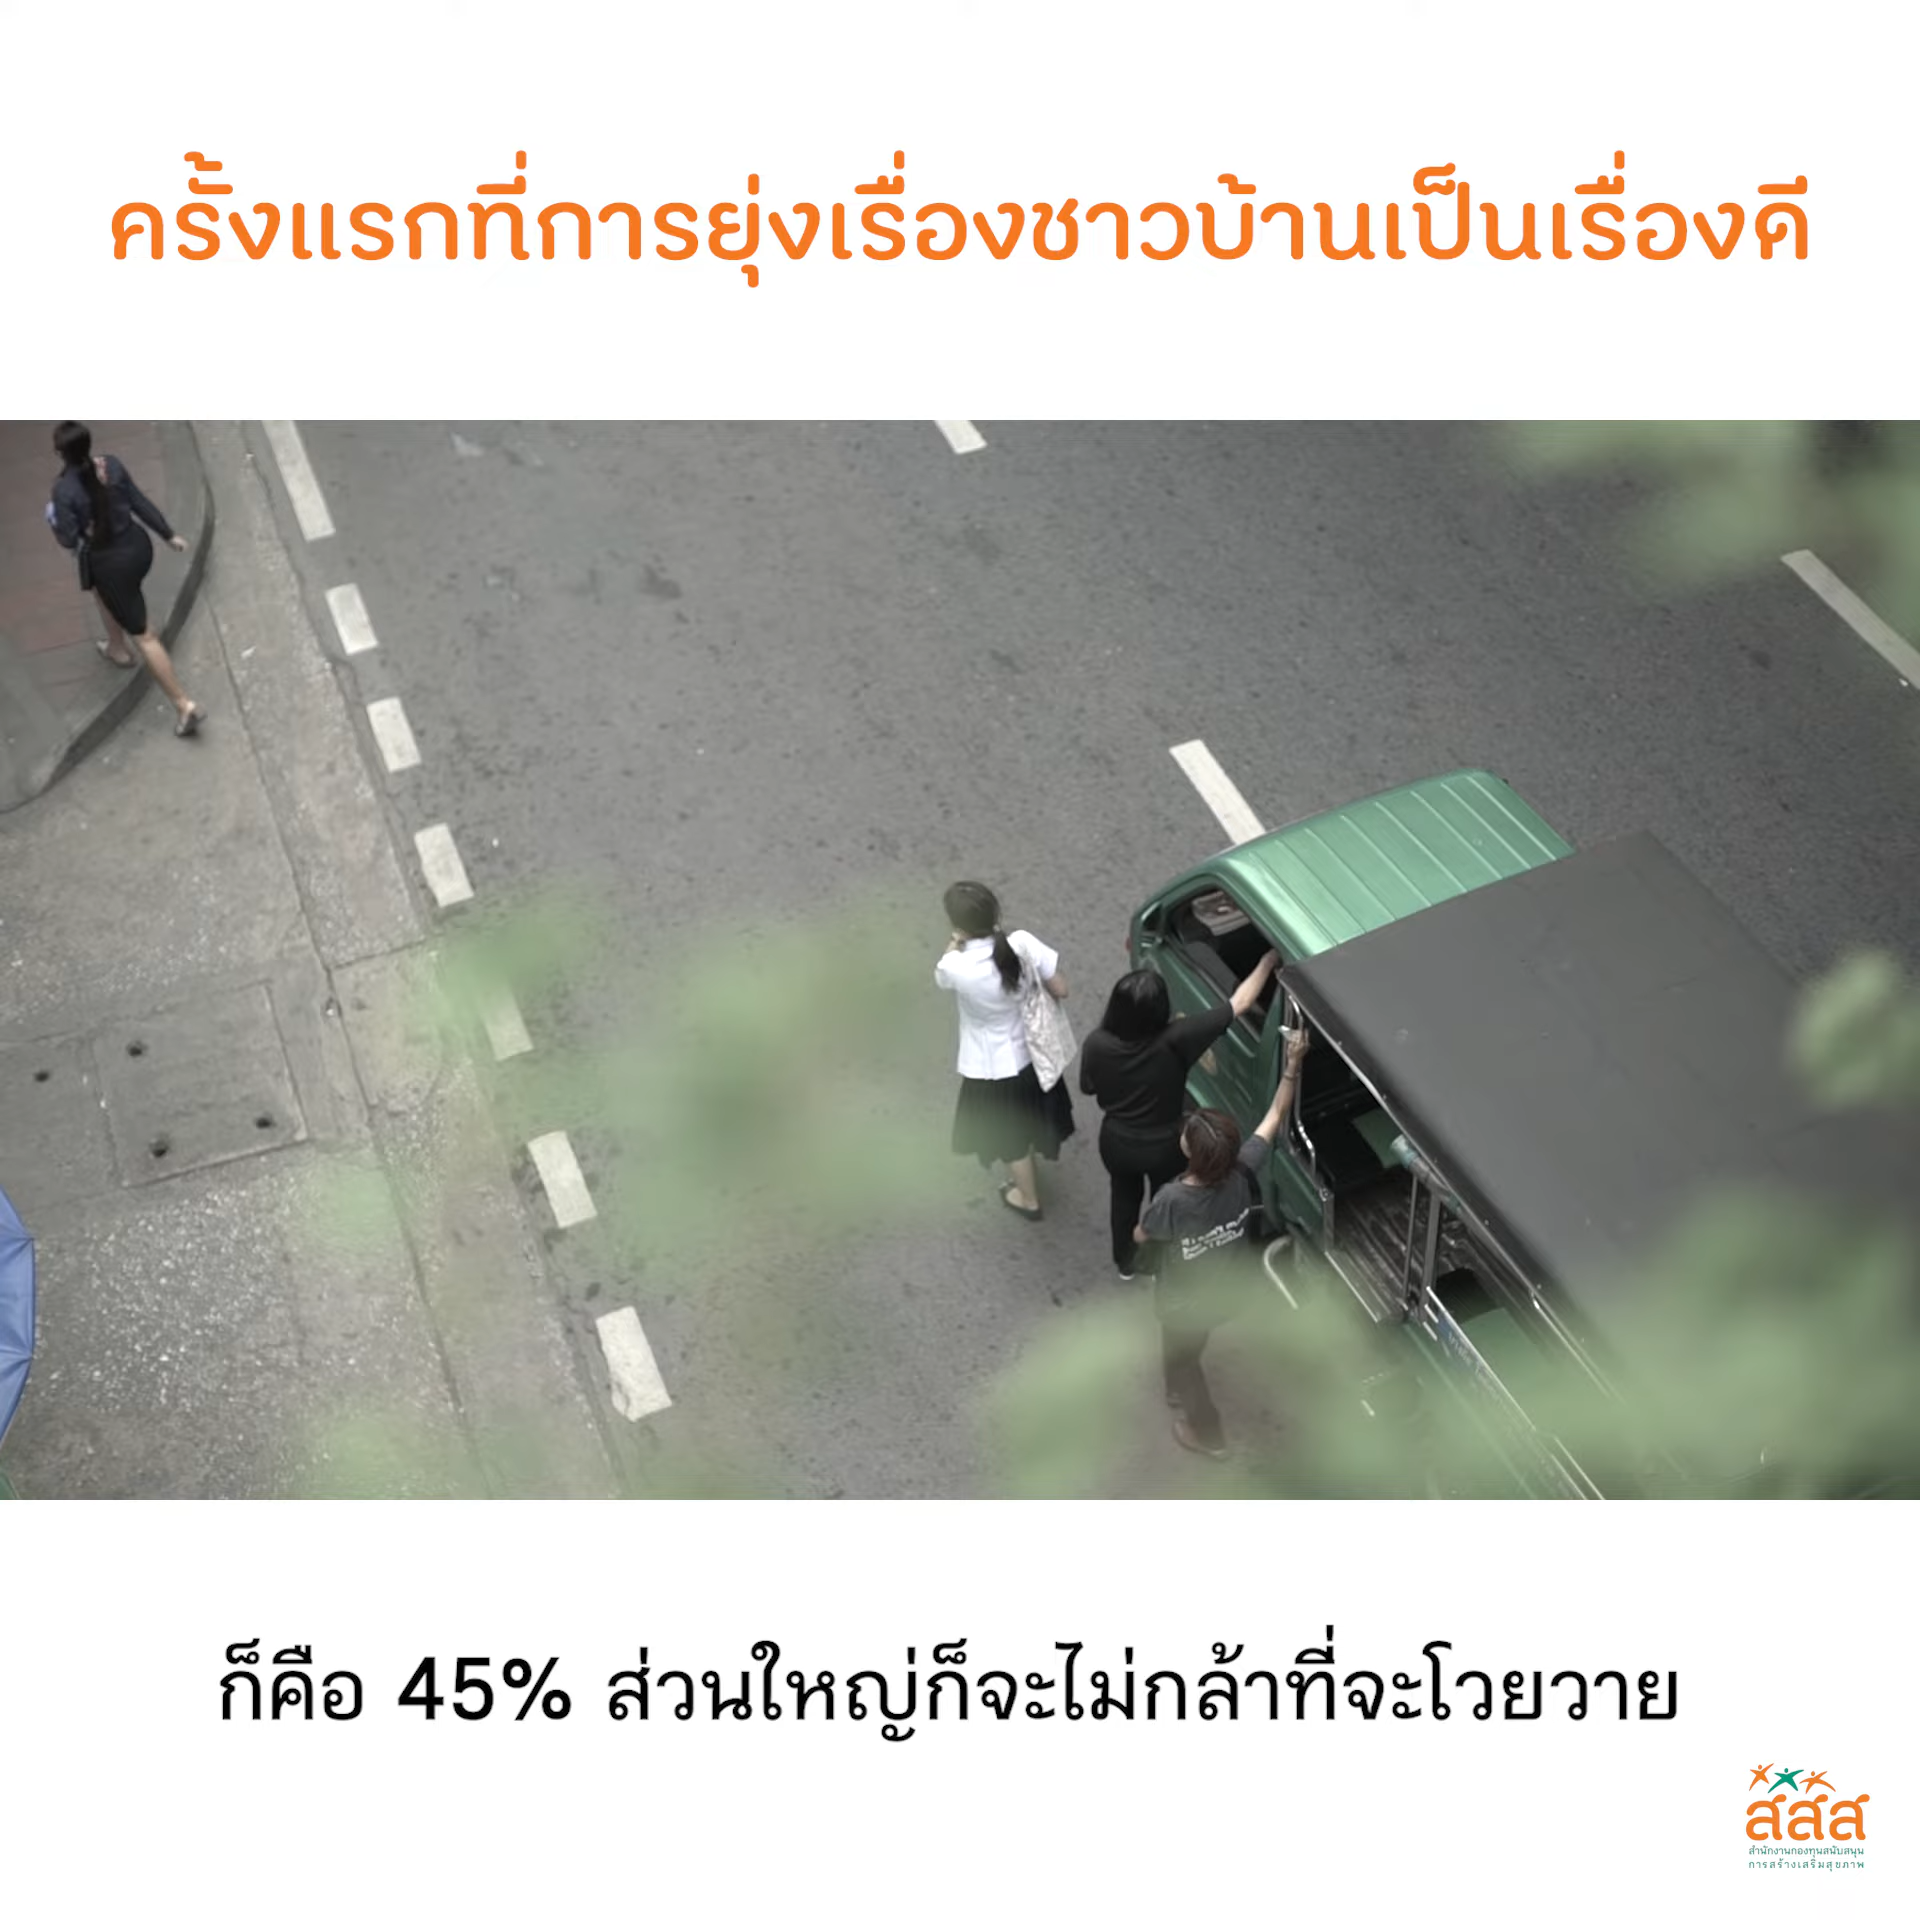 ครั้งแรกที่การยุ่งเรื่องชาวบ้านเป็นเรื่องดี
ก็คือ 45% ส่วนใหญ่ก็จะไม่กล้าที่จะโวยวาย
สสส
สำนักงานกองทุนสนับสนุน
การสร้างเสริมสุขภาพ